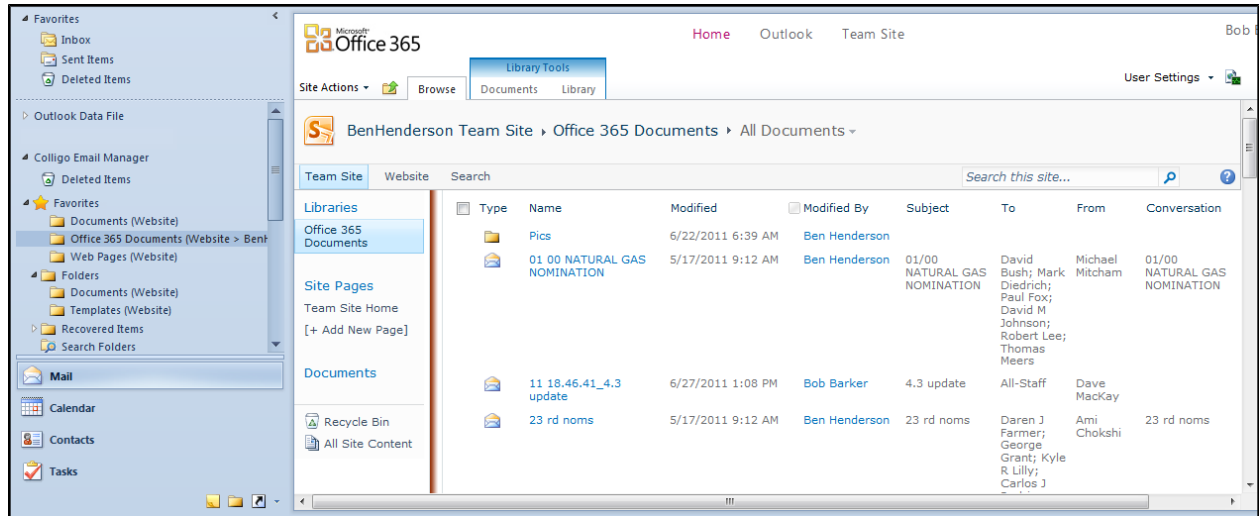 Favorites
Inbox
Sent Items
Deleted Items
Outlook Data File
Colligo Email Manager
Deleted Items
Favorites
Documents (Website)
Office 365 Documents (Website > BenH
Web Pages (Website)
Folders
Documents (Website)
Templates (Website)
Recovered Items
Search Folders
Mail
Calendar
Contacts
Tasks
Microsoft
Office 365
Home Outlook Team Site
Bob
Library Tools
Site Actions Browse Documents Library
User Settings
BenHenderson Team Site Office 365 Documents All Documents
Team Site Website Search
Search this site...
Libraries
Office 365
Documents
Site Pages
Team Site Home
[+ Add New Page]
Documents
Recycle Bin
All Site Content
Type Name Modified Modified By Subject To From Conversation
Pics 6/22/2011 6:39 AM Ben Henderson
01 00 NATURAL GAS 5/17/2011 9:12 AM Ben Henderson 01/00 David Michael 01/00
NOMINATION NATURAL GAS Bush; Mark Mitcham NATURAL GAS
NOMINATION Diedrich; NOMINATION
Paul Fox;
David M
Johnson;
Robert Lee;
Thomas
Meers
11 18.46.41_4.3 6/27/2011 1:08 PM Bob Barker 4.3 update All-Staff Dave
update MacKay
23 rd noms 5/17/2011 9:12 AM Ben Henderson 23 rd noms Daren J Ami 23 rd noms
Farmer; Chokshi
George
Grant; Kyle
R Lilly;
Carlos J